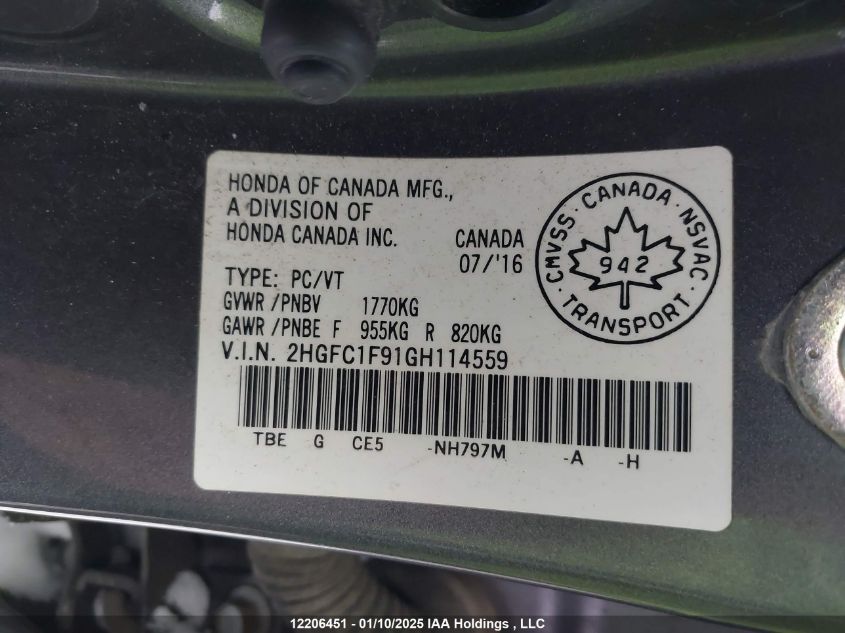 HONDA OF CANADA MFG.,
A DIVISION OF
HONDA CANADA INC.
CANADA
07/'16
CMVSS · CANADA · NSVAC · TRANSPORT ·
942
TYPE: PC/VT
GVWR /PNBV 1770KG
GAWR /PNBE F 955KG R 820KG
V.I.N. 2HGFC1F91GH114559
TBE G CE5 -NH797M -A -H
12206451 - 01/10/2025 IAA Holdings , LLC